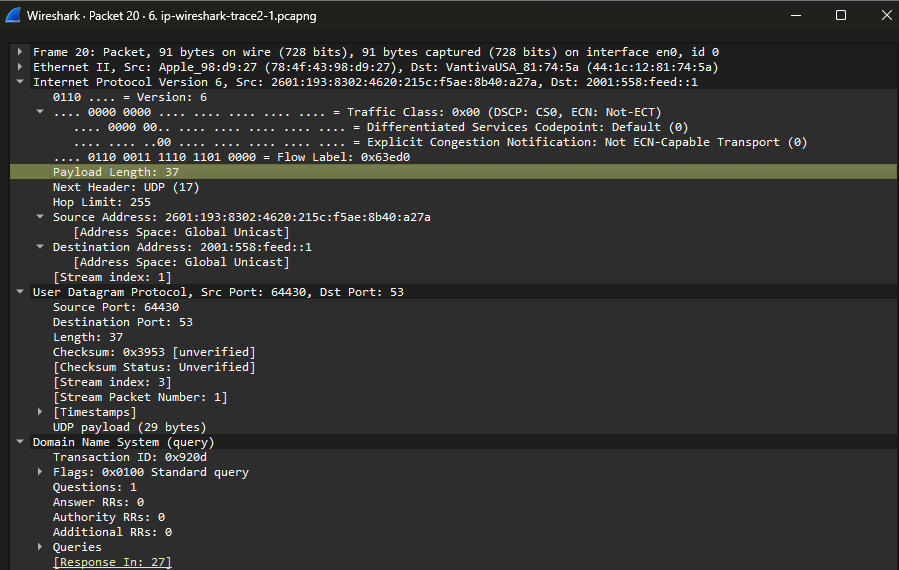 Wireshark · Packet 20 · 6. ip-wireshark-trace2-1.pcapng
Frame 20: Packet, 91 bytes on wire (728 bits), 91 bytes captured (728 bits) on interface en0, id 0
Ethernet II, Src: Apple_98:d9:27 (78:4f:43:98:d9:27), Dst: VantivaUSA_81:74:5a (44:1c:12:81:74:5a)
Internet Protocol Version 6, Src: 2601:193:8302:4620:215c:f5ae:8b40:a27a, Dst: 2001:558:feed::1
0110 .... = Version: 6
.... 0000 0000 .... .... .... .... .... = Traffic Class: 0x00 (DSCP: CS0, ECN: Not-ECT)
.... 0000 00.. .... .... .... .... .... = Differentiated Services Codepoint: Default (0)
.... .... ..00 .... .... .... .... .... = Explicit Congestion Notification: Not ECN-Capable Transport (0)
.... 0110 0011 1110 1101 0000 = Flow Label: 0x63ed0
Payload Length: 37
Next Header: UDP (17)
Hop Limit: 255
Source Address: 2601:193:8302:4620:215c:f5ae:8b40:a27a
[Address Space: Global Unicast]
Destination Address: 2001:558:feed::1
[Address Space: Global Unicast]
[Stream index: 1]
User Datagram Protocol, Src Port: 64430, Dst Port: 53
Source Port: 64430
Destination Port: 53
Length: 37
Checksum: 0x3953 [unverified]
[Checksum Status: Unverified]
[Stream index: 3]
[Stream Packet Number: 1]
[Timestamps]
UDP payload (29 bytes)
Domain Name System (query)
Transaction ID: 0x920d
Flags: 0x0100 Standard query
Questions: 1
Answer RRs: 0
Authority RRs: 0
Additional RRs: 0
Queries
[Response In: 27]